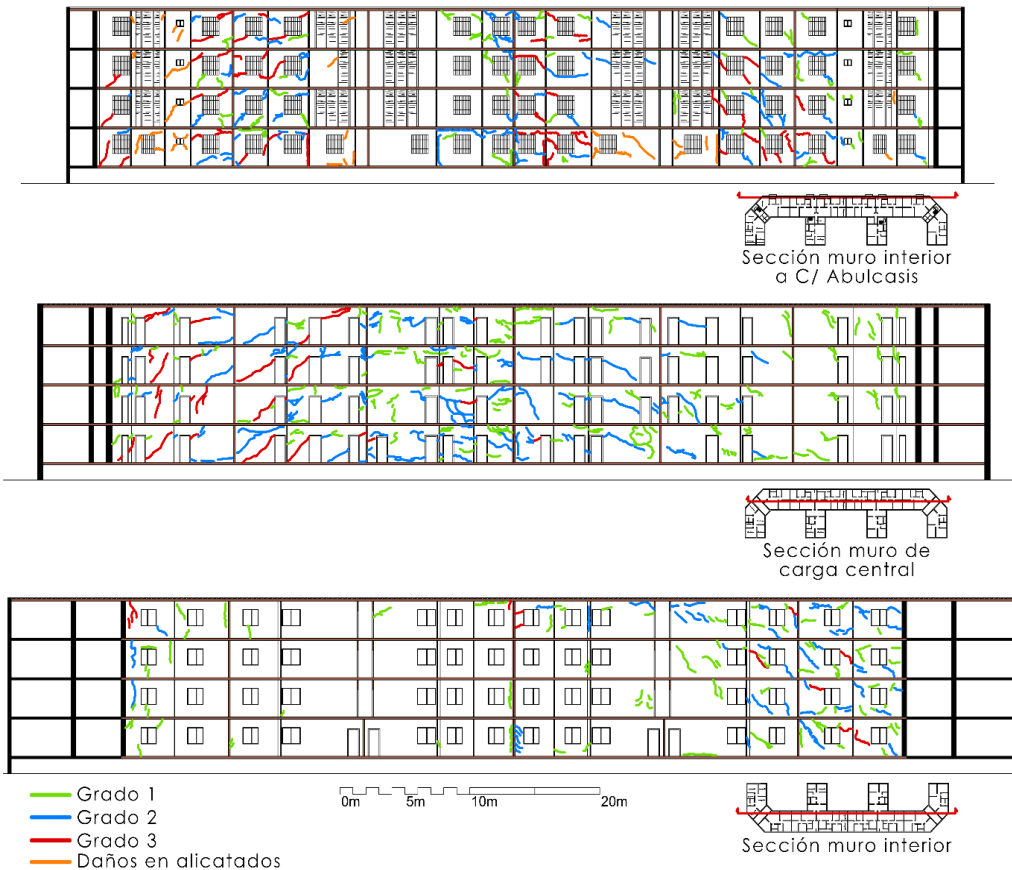 Sección muro interior
a C/ Abulcasis
Sección muro de
carga central
Grado 1
Grado 2
Grado 3
Daños en alicatados
0m 5m 10m 20m
Sección muro interior